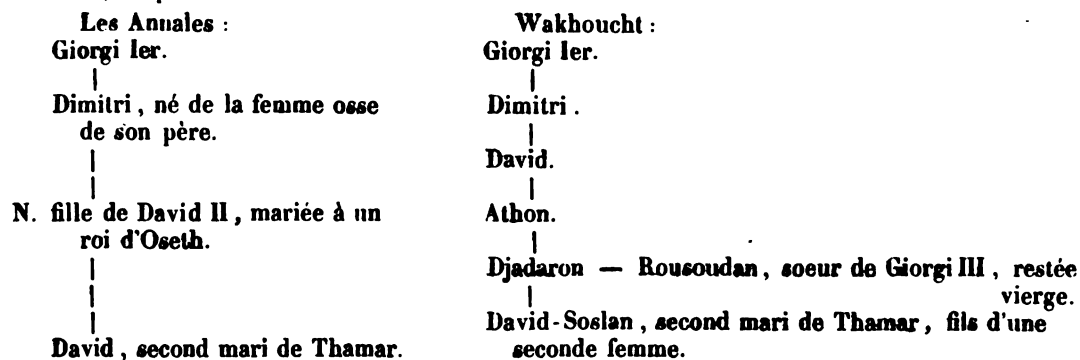 Les Annales :
Giorgi Ier.
Dimitri , né de la femme osse
de son père.
N. fille de David II , mariée à un
roi d'Oseth.
David , second mari de Thamar.
Wakhoucht :
Giorgi Ier.
Dimitri .
David.
Athon.
Djadaron — Rousoudan , soeur de Giorgi III , restée
vierge.
David-Soslan , second mari de Thamar , fils d'une
seconde femme.